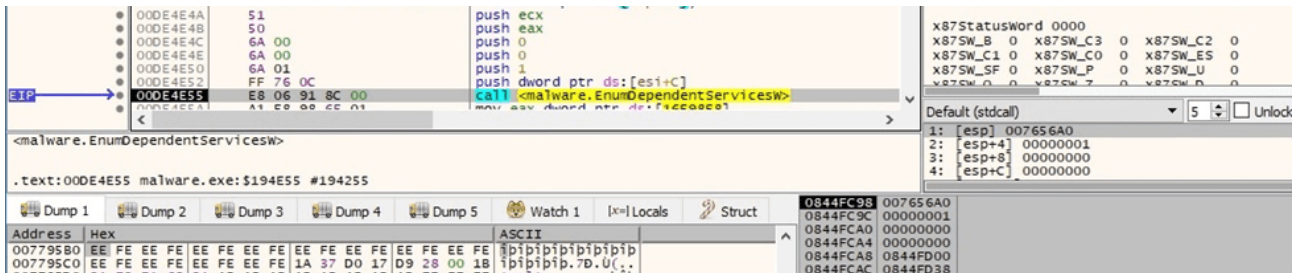 00DE4E4A 51 push ecx
00DE4E4B 50 push eax
00DE4E4C 6A 00 push 0
00DE4E4E 6A 00 push 0
00DE4E50 6A 01 push 1
00DE4E52 FF 76 0C push dword ptr ds:[esi+C]
EIP 00DE4E55 E8 06 91 8C 00 call <malware.EnumDependentServicesW>
<malware.EnumDependentServicesW>
.text:00DE4E55 malware.exe:$194E55 #194255
x87StatusWord 0000
x87SW_B 0 x87SW_C3 0 x87SW_C2 0
x87SW_C1 0 x87SW_C0 0 x87SW_ES 0
x87SW_SF 0 x87SW_P 0 x87SW_U 0
Default (stdcall) 5 Unlock
1: [esp] 007656A0
2: [esp+4] 00000001
3: [esp+8] 00000000
4: [esp+C] 00000000
Dump 1 Dump 2 Dump 3 Dump 4 Dump 5 Watch 1 [x=] Locals Struct
Address Hex ASCII
007795B0 EE FE EE FE EE FE EE FE EE FE EE FE EE FE EE FE îþîþîþîþîþîþîþîþ
007795C0 EE FE EE FE EE FE EE FE 1A 37 D0 17 D9 28 00 1B îþîþîþîþ.7Ð.Ù(..
0844FC98 007656A0
0844FC9C 00000001
0844FCA0 00000000
0844FCA4 00000000
0844FCA8 0844FD00
0844FCAC 0844FD38